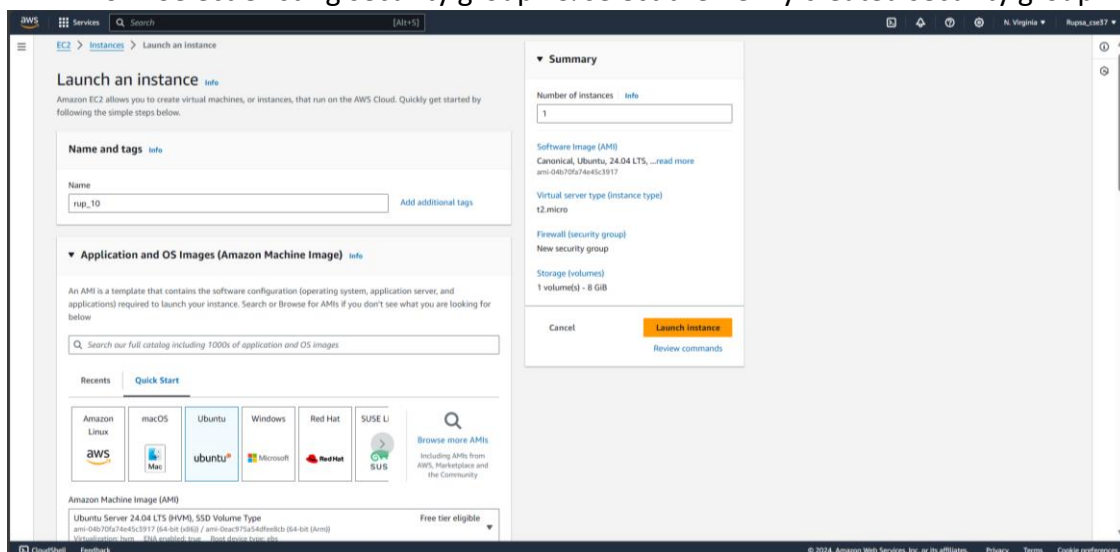 aws
Services
Search
[Alt+S]
N. Virginia
Rupsa_cse37
EC2 > Instances > Launch an instance
Launch an instance Info
Amazon EC2 allows you to create virtual machines, or instances, that run on the AWS Cloud. Quickly get started by
following the simple steps below.
Name and tags Info
Name
rup_10
Add additional tags
Application and OS Images (Amazon Machine Image) Info
An AMI is a template that contains the software configuration (operating system, application server, and
applications) required to launch your instance. Search or Browse for AMIs if you don't see what you are looking for
below
Search our full catalog including 1000s of application and OS images
Recents
Quick Start
Amazon
Linux
aws
macOS
Mac
Ubuntu
ubuntu
Windows
Microsoft
Red Hat
Red Hat
SUSE Li
SUS
Browse more AMIs
Including AMIs from
AWS, Marketplace and
the Community
Amazon Machine Image (AMI)
Ubuntu Server 24.04 LTS (HVM), SSD Volume Type
Free tier eligible
Virtualization: hvm ENA enabled: true Root device type: ebs
Summary
Number of instances Info
1
Software Image (AMI)
Canonical, Ubuntu, 24.04 LTS, ...read more
ami-04b70fa74e45c3917
Virtual server type (instance type)
t2.micro
Firewall (security group)
New security group
Storage (volumes)
1 volume(s) - 8 GiB
Cancel
Launch instance
Review commands
CloudShell
Feedback
© 2024, Amazon Web Services, Inc. or its affiliates.
Privacy
Terms
Cookie preferences